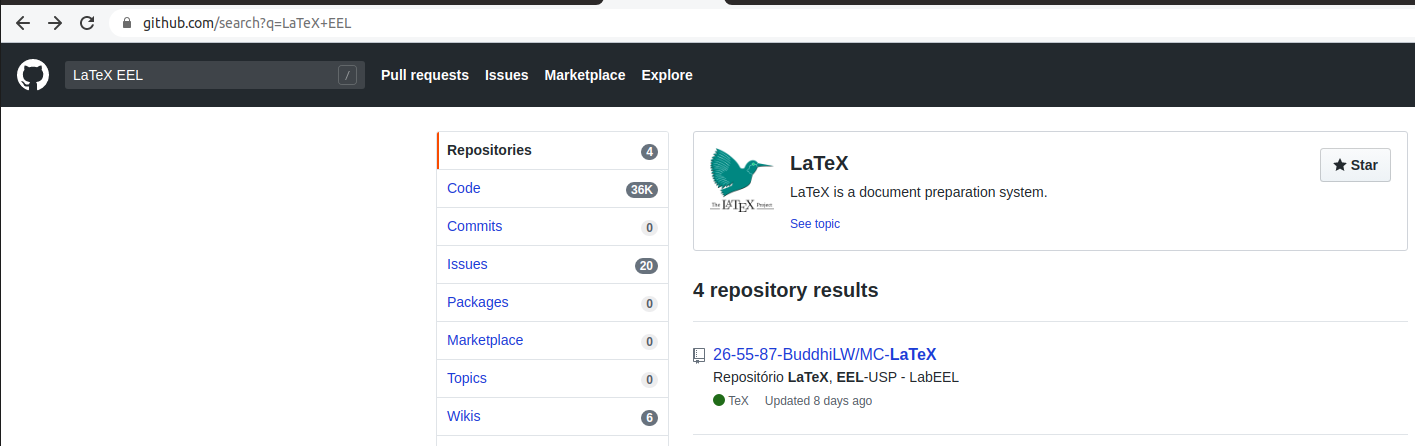 github.com/search?q=LaTeX+EEL
LaTeX EEL / Pull requests Issues Marketplace Explore
Repositories 4
Code 36K
Commits 0
Issues 20
Packages 0
Marketplace 0
Topics 0
Wikis 6
The LATEX Project
LaTeX
Star
LaTeX is a document preparation system.
See topic
4 repository results
26-55-87-BuddhiLW/MC-LaTeX
Repositório LaTeX, EEL-USP - LabEEL
TeX Updated 8 days ago